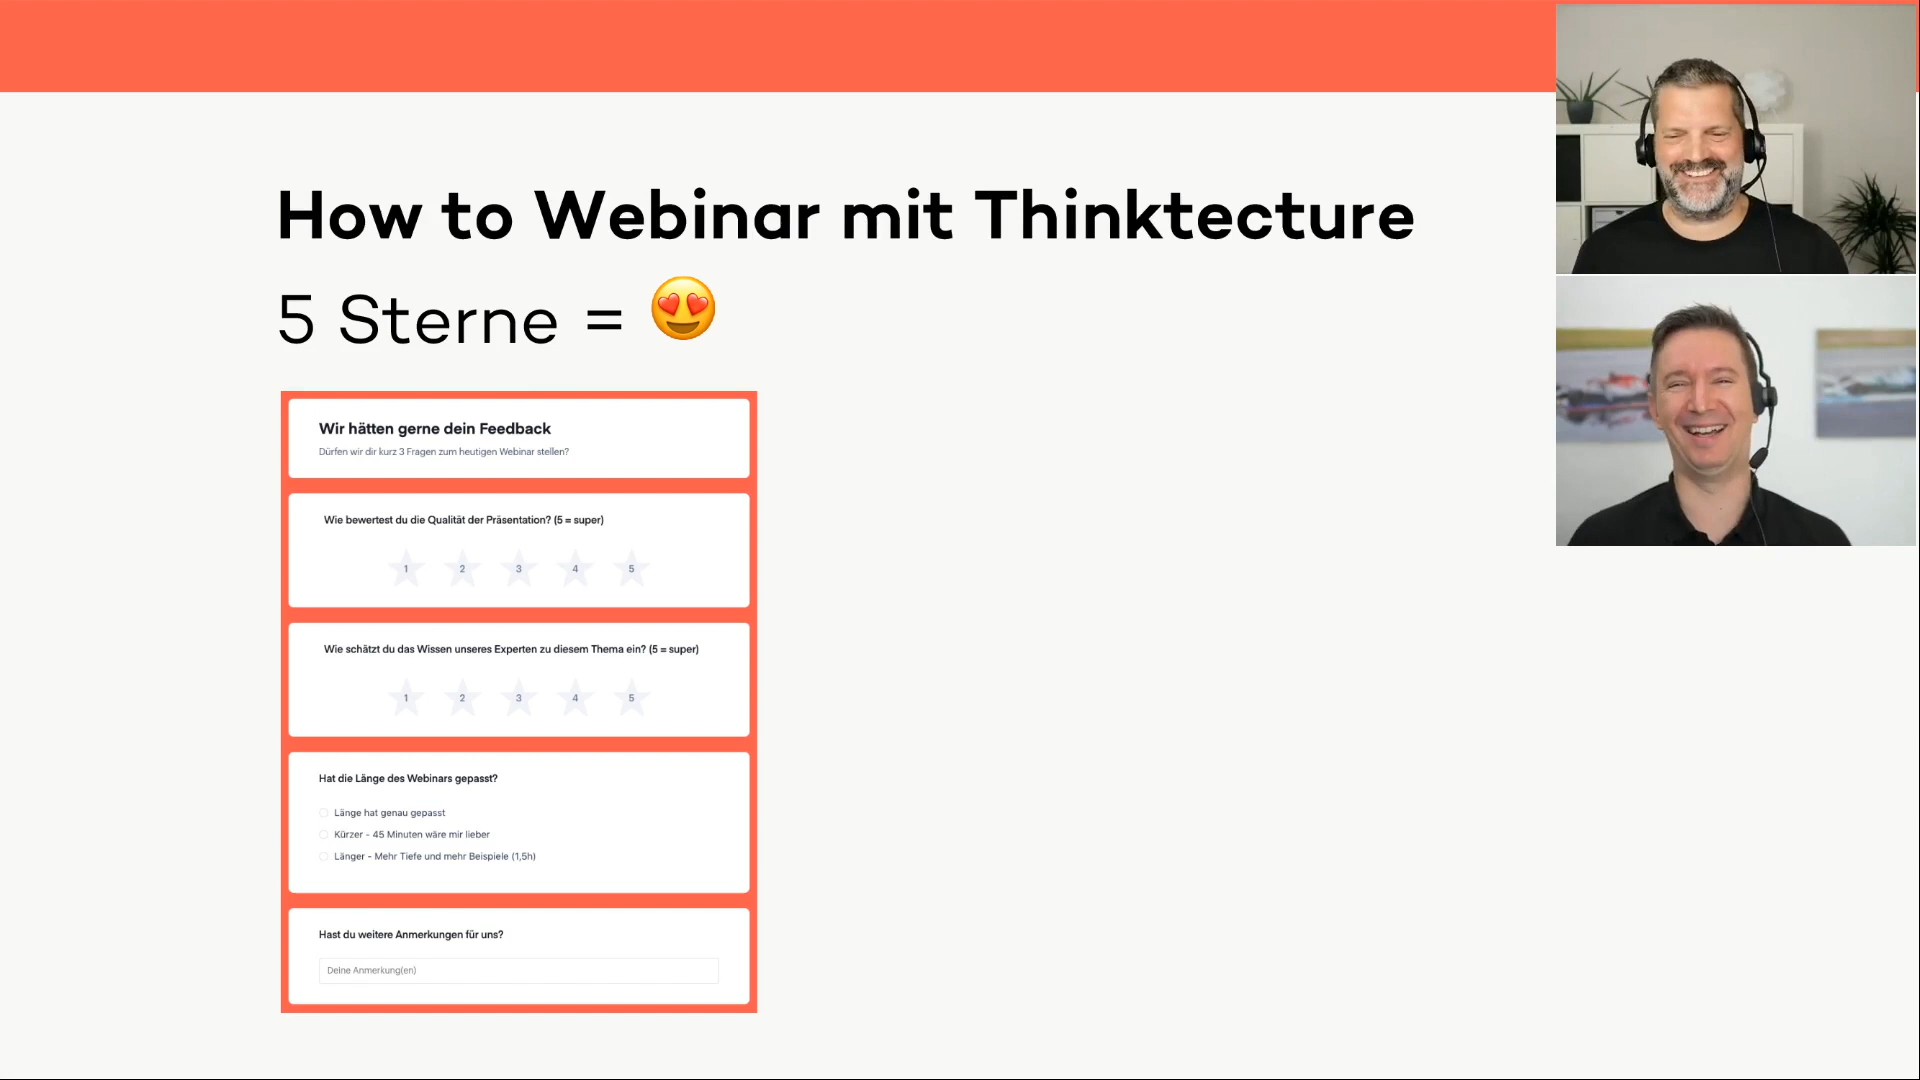 How to Webinar mit Thinktecture
5 Sterne = 😍
Wir hätten gerne dein Feedback
Dürfen wir dir kurz 3 Fragen zum heutigen Webinar stellen?
Wie bewertest du die Qualität der Präsentation? (5 = super)
1 2 3 4 5
Wie schätzt du das Wissen unseres Experten zu diesem Thema ein? (5 = super)
1 2 3 4 5
Hat die Länge des Webinars gepasst?
Länge hat genau gepasst
Kürzer - 45 Minuten wäre mir lieber
Länger - Mehr Tiefe und mehr Beispiele (1,5h)
Hast du weitere Anmerkungen für uns?
Deine Anmerkung(en)